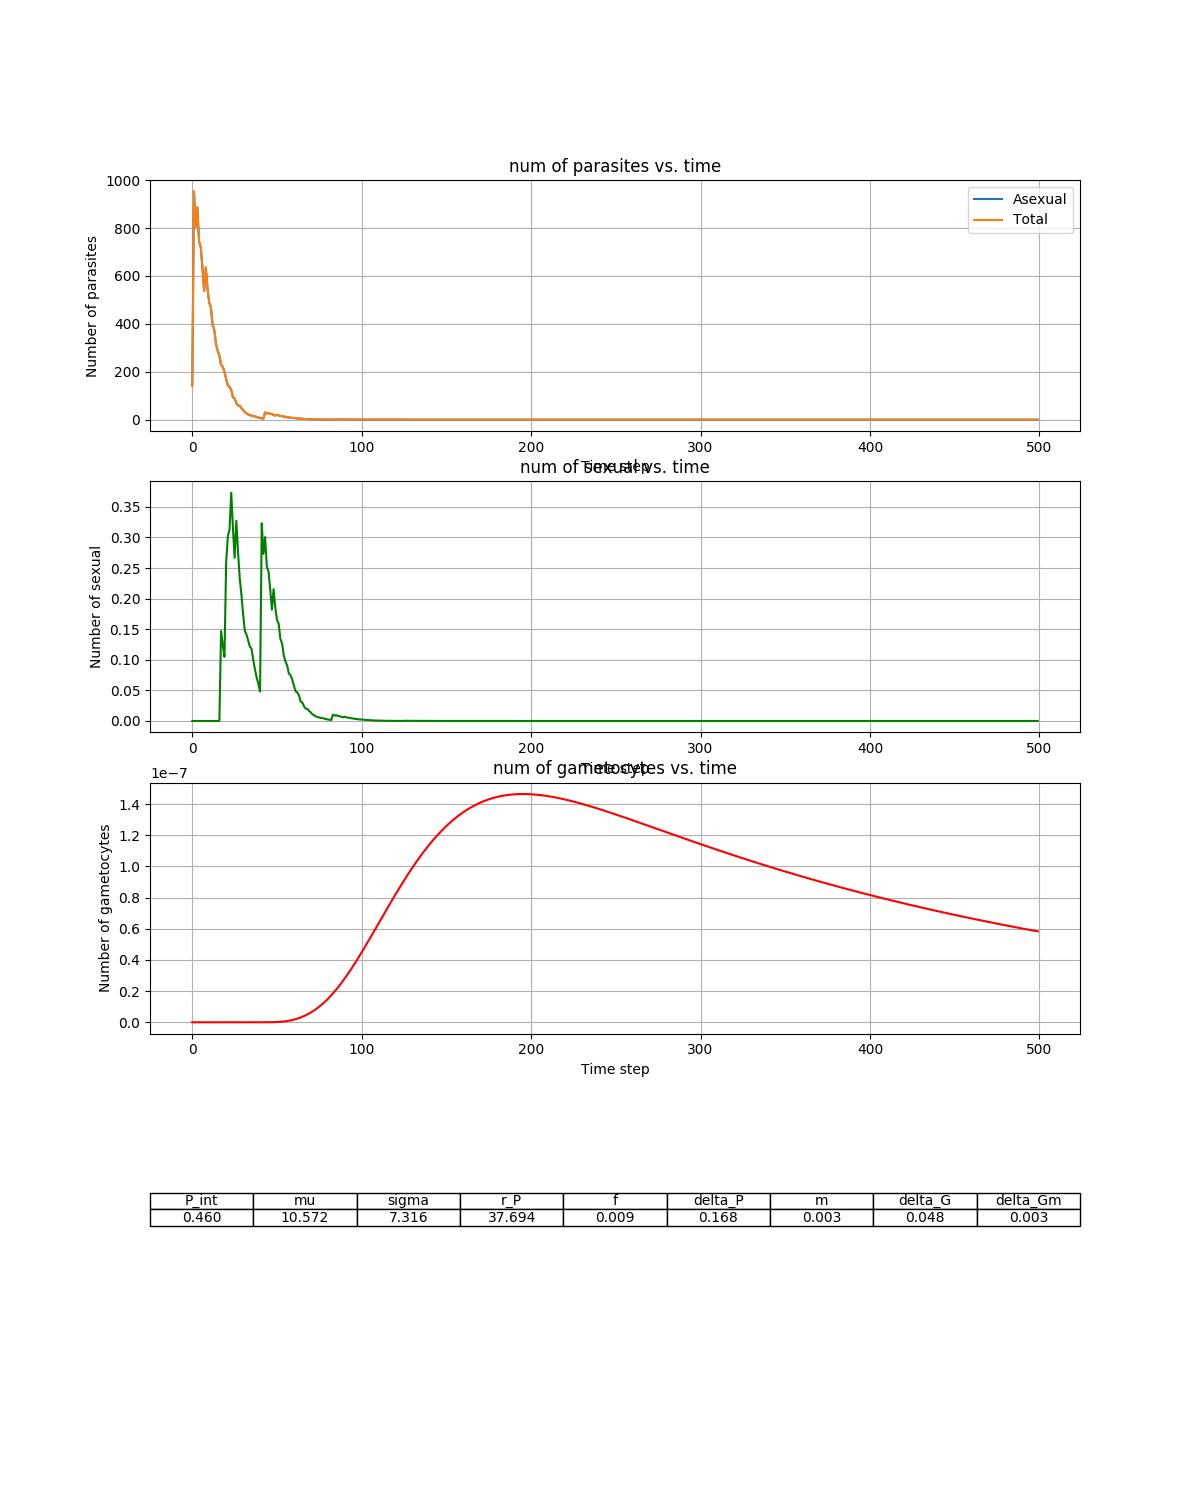 num of parasites vs. time
1000
800
600
400
200
0
Number of parasites
Asexual
Total
0 100 200 300 400 500
Time step
num of sexual vs. time
0.35
0.30
0.25
0.20
0.15
0.10
0.05
0.00
Number of sexual
0 100 200 300 400 500
Time step
num of gametocytes vs. time
1e−7
1.4
1.2
1.0
0.8
0.6
0.4
0.2
0.0
Number of gametocytes
0 100 200 300 400 500
Time step
P_int mu sigma r_P f delta_P m delta_G delta_Gm
0.460 10.572 7.316 37.694 0.009 0.168 0.003 0.048 0.003